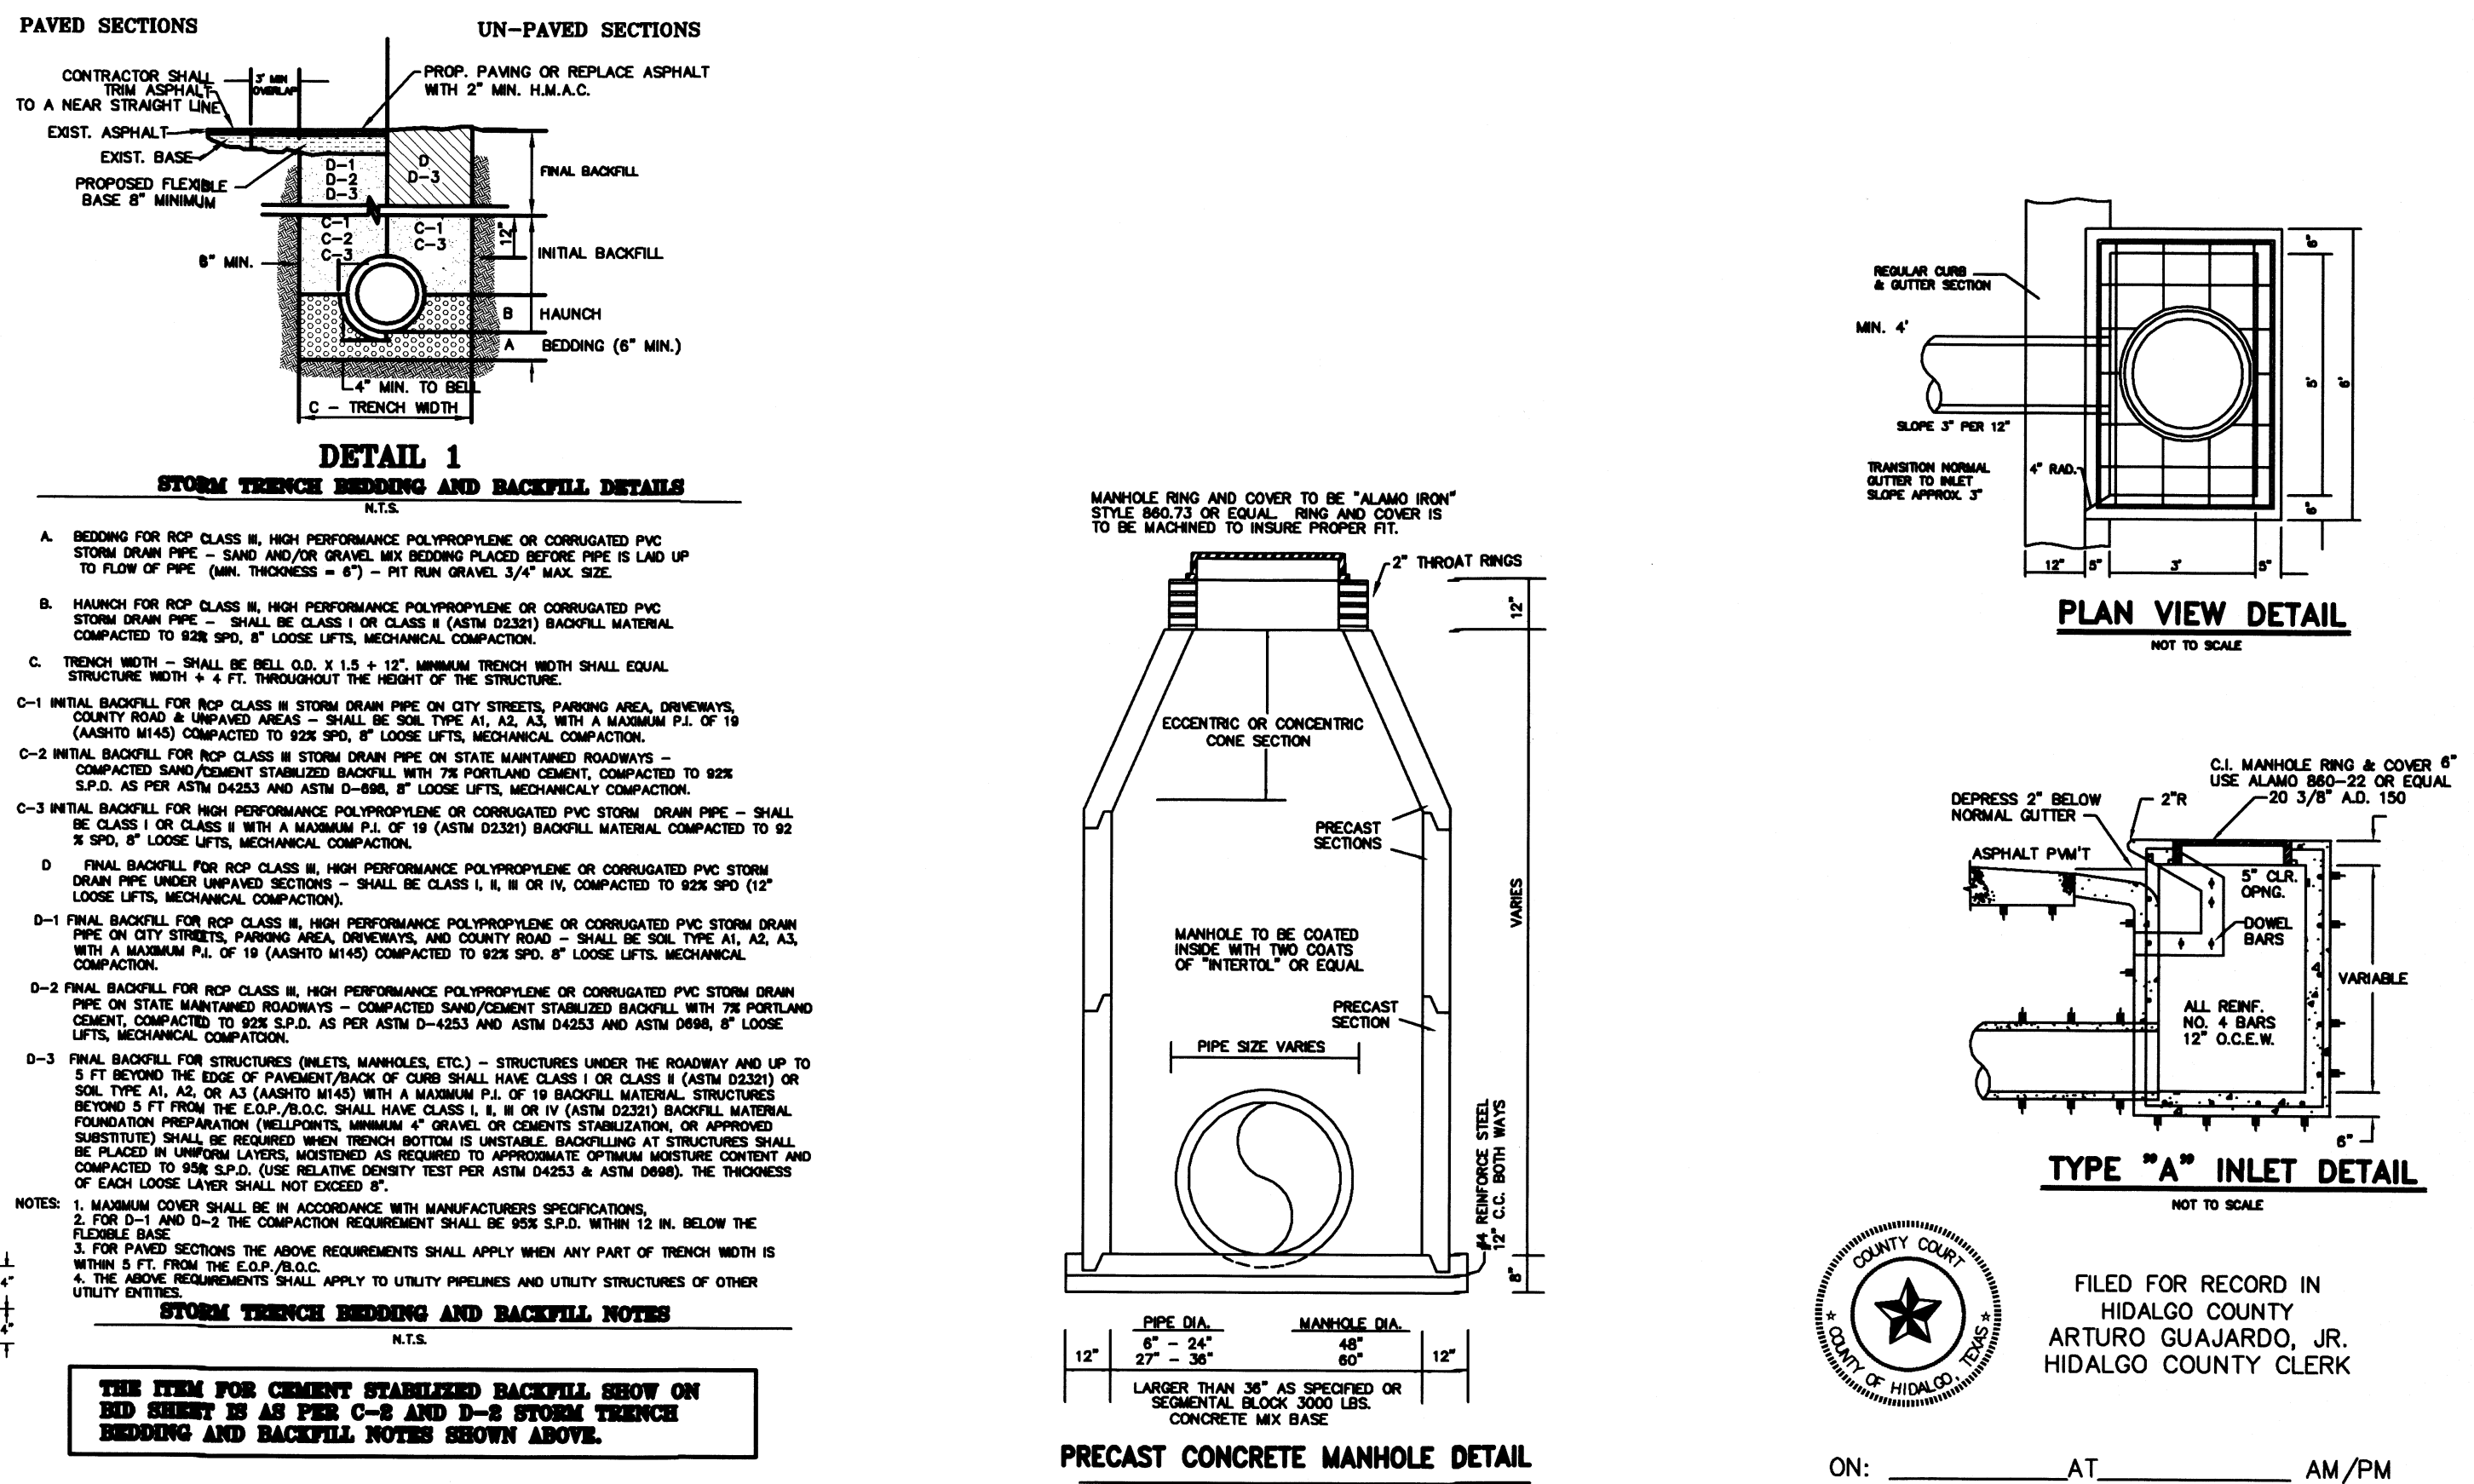 PAVED SECTIONS
UN-PAVED SECTIONS
CONTRACTOR SHALL
TRIM ASPHALT
TO A NEAR STRAIGHT LINE
3' MIN
OVERLAP
PROP. PAVING OR REPLACE ASPHALT
WITH 2" MIN. H.M.A.C.
EXIST. ASPHALT
EXIST. BASE
PROPOSED FLEXIBLE
BASE 8" MINIMUM
D-1
D-2
D-3
D
D-3
FINAL BACKFILL
C-1
C-2
C-3
C-1
C-3
12"
INITIAL BACKFILL
6" MIN.
B HAUNCH
A BEDDING (6" MIN.)
4" MIN. TO BELL
C - TRENCH WIDTH
DETAIL 1
STORM TRENCH BEDDING AND BACKFILL DETAILS
N.T.S.
A. BEDDING FOR RCP CLASS III, HIGH PERFORMANCE POLYPROPYLENE OR CORRUGATED PVC
STORM DRAIN PIPE - SAND AND/OR GRAVEL MIX BEDDING PLACED BEFORE PIPE IS LAID UP
TO FLOW OF PIPE (MIN. THICKNESS = 6") - PIT RUN GRAVEL 3/4" MAX. SIZE.
B. HAUNCH FOR RCP CLASS III, HIGH PERFORMANCE POLYPROPYLENE OR CORRUGATED PVC
STORM DRAIN PIPE - SHALL BE CLASS I OR CLASS II (ASTM D2321) BACKFILL MATERIAL
COMPACTED TO 92% SPD, 8" LOOSE LIFTS, MECHANICAL COMPACTION.
C. TRENCH WIDTH - SHALL BE BELL O.D. X 1.5 + 12". MINIMUM TRENCH WIDTH SHALL EQUAL
STRUCTURE WIDTH + 4 FT. THROUGHOUT THE HEIGHT OF THE STRUCTURE.
C-1 INITIAL BACKFILL FOR RCP CLASS III STORM DRAIN PIPE ON CITY STREETS, PARKING AREA, DRIVEWAYS,
COUNTY ROAD & UNPAVED AREAS - SHALL BE SOIL TYPE A1, A2, A3, WITH A MAXIMUM P.I. OF 19
(AASHTO M145) COMPACTED TO 92% SPD, 8" LOOSE LIFTS, MECHANICAL COMPACTION.
C-2 INITIAL BACKFILL FOR RCP CLASS III STORM DRAIN PIPE ON STATE MAINTAINED ROADWAYS -
COMPACTED SAND/CEMENT STABILIZED BACKFILL WITH 7% PORTLAND CEMENT, COMPACTED TO 92%
S.P.D. AS PER ASTM D4253 AND ASTM D-698, 8" LOOSE LIFTS, MECHANICALY COMPACTION.
C-3 INITIAL BACKFILL FOR HIGH PERFORMANCE POLYPROPYLENE OR CORRUGATED PVC STORM DRAIN PIPE - SHALL
BE CLASS I OR CLASS II WITH A MAXIMUM P.I. OF 19 (ASTM D2321) BACKFILL MATERIAL COMPACTED TO 92
% SPD, 8" LOOSE LIFTS, MECHANICAL COMPACTION.
D FINAL BACKFILL FOR RCP CLASS III, HIGH PERFORMANCE POLYPROPYLENE OR CORRUGATED PVC STORM
DRAIN PIPE UNDER UNPAVED SECTIONS - SHALL BE CLASS I, II, III OR IV, COMPACTED TO 92% SPD (12"
LOOSE LIFTS, MECHANICAL COMPACTION).
D-1 FINAL BACKFILL FOR RCP CLASS III, HIGH PERFORMANCE POLYPROPYLENE OR CORRUGATED PVC STORM DRAIN
PIPE ON CITY STREETS, PARKING AREA, DRIVEWAYS, AND COUNTY ROAD - SHALL BE SOIL TYPE A1, A2, A3,
WITH A MAXIMUM P.I. OF 19 (AASHTO M145) COMPACTED TO 92% SPD. 8" LOOSE LIFTS. MECHANICAL
COMPACTION.
D-2 FINAL BACKFILL FOR RCP CLASS III, HIGH PERFORMANCE POLYPROPYLENE OR CORRUGATED PVC STORM DRAIN
PIPE ON STATE MAINTAINED ROADWAYS - COMPACTED SAND/CEMENT STABILIZED BACKFILL WITH 7% PORTLAND
CEMENT, COMPACTED TO 92% S.P.D. AS PER ASTM D-4253 AND ASTM D4253 AND ASTM D698, 8" LOOSE
LIFTS, MECHANICAL COMPATCION.
D-3 FINAL BACKFILL FOR STRUCTURES (INLETS, MANHOLES, ETC.) - STRUCTURES UNDER THE ROADWAY AND UP TO
5 FT BEYOND THE EDGE OF PAVEMENT/BACK OF CURB SHALL HAVE CLASS I OR CLASS II (ASTM D2321) OR
SOIL TYPE A1, A2, OR A3 (AASHTO M145) WITH A MAXIMUM P.I. OF 19 BACKFILL MATERIAL. STRUCTURES
BEYOND 5 FT FROM THE E.O.P./B.O.C. SHALL HAVE CLASS I, II, III OR IV (ASTM D2321) BACKFILL MATERIAL
FOUNDATION PREPARATION (WELLPOINTS, MINIMUM 4" GRAVEL OR CEMENTS STABILIZATION, OR APPROVED
SUBSTITUTE) SHALL BE REQUIRED WHEN TRENCH BOTTOM IS UNSTABLE. BACKFILLING AT STRUCTURES SHALL
BE PLACED IN UNIFORM LAYERS, MOISTENED AS REQUIRED TO APPROXIMATE OPTIMUM MOISTURE CONTENT AND
COMPACTED TO 95% S.P.D. (USE RELATIVE DENSITY TEST PER ASTM D4253 & ASTM D698). THE THICKNESS
OF EACH LOOSE LAYER SHALL NOT EXCEED 8".
NOTES: 1. MAXIMUM COVER SHALL BE IN ACCORDANCE WITH MANUFACTURERS SPECIFICATIONS,
2. FOR D-1 AND D-2 THE COMPACTION REQUIREMENT SHALL BE 95% S.P.D. WITHIN 12 IN. BELOW THE
FLEXIBLE BASE
3. FOR PAVED SECTIONS THE ABOVE REQUIREMENTS SHALL APPLY WHEN ANY PART OF TRENCH WIDTH IS
WITHIN 5 FT. FROM THE E.O.P./B.O.C.
4. THE ABOVE REQUIREMENTS SHALL APPLY TO UTILITY PIPELINES AND UTILITY STRUCTURES OF OTHER
UTILITY ENTITIES.
4"
4"
STORM TRENCH BEDDING AND BACKFILL NOTES
N.T.S.
THE ITEM FOR CEMENT STABILIZED BACKFILL SHOW ON
BID SHEET IS AS PER C-2 AND D-2 STORM TRENCH
BEDDING AND BACKFILL NOTES SHOWN ABOVE.
MANHOLE RING AND COVER TO BE "ALAMO IRON"
STYLE 860.73 OR EQUAL. RING AND COVER IS
TO BE MACHINED TO INSURE PROPER FIT.
2" THROAT RINGS
12"
ECCENTRIC OR CONCENTRIC
CONE SECTION
PRECAST
SECTIONS
VARIES
MANHOLE TO BE COATED
INSIDE WITH TWO COATS
OF "INTERTOL" OR EQUAL
PRECAST
SECTION
PIPE SIZE VARIES
#4 REINFORCE STEEL
12" C.C. BOTH WAYS
8"
PIPE DIA. MANHOLE DIA.
6" - 24" 48"
27" - 36" 60"
12"
12"
LARGER THAN 36" AS SPECIFIED OR
SEGMENTAL BLOCK 3000 LBS.
CONCRETE MIX BASE
PRECAST CONCRETE MANHOLE DETAIL
REGULAR CURB
& GUTTER SECTION
MIN. 4'
SLOPE 3" PER 12"
TRANSITION NORMAL
GUTTER TO INLET
SLOPE APPROX. 3"
4" RAD.
6"
5'
6'
6"
12" 5" 3' 5"
PLAN VIEW DETAIL
NOT TO SCALE
C.I. MANHOLE RING & COVER 6"
USE ALAMO 860-22 OR EQUAL
20 3/8" A.D. 150
DEPRESS 2" BELOW
NORMAL GUTTER
2"R
ASPHALT PVM'T
5" CLR.
OPNG.
DOWEL
BARS
VARIABLE
ALL REINF.
NO. 4 BARS
12" O.C.E.W.
6"
TYPE "A" INLET DETAIL
NOT TO SCALE
COUNTY COURT
COUNTY OF HIDALGO, TEXAS
FILED FOR RECORD IN
HIDALGO COUNTY
ARTURO GUAJARDO, JR.
HIDALGO COUNTY CLERK
ON: ____________ AT ____________ AM/PM